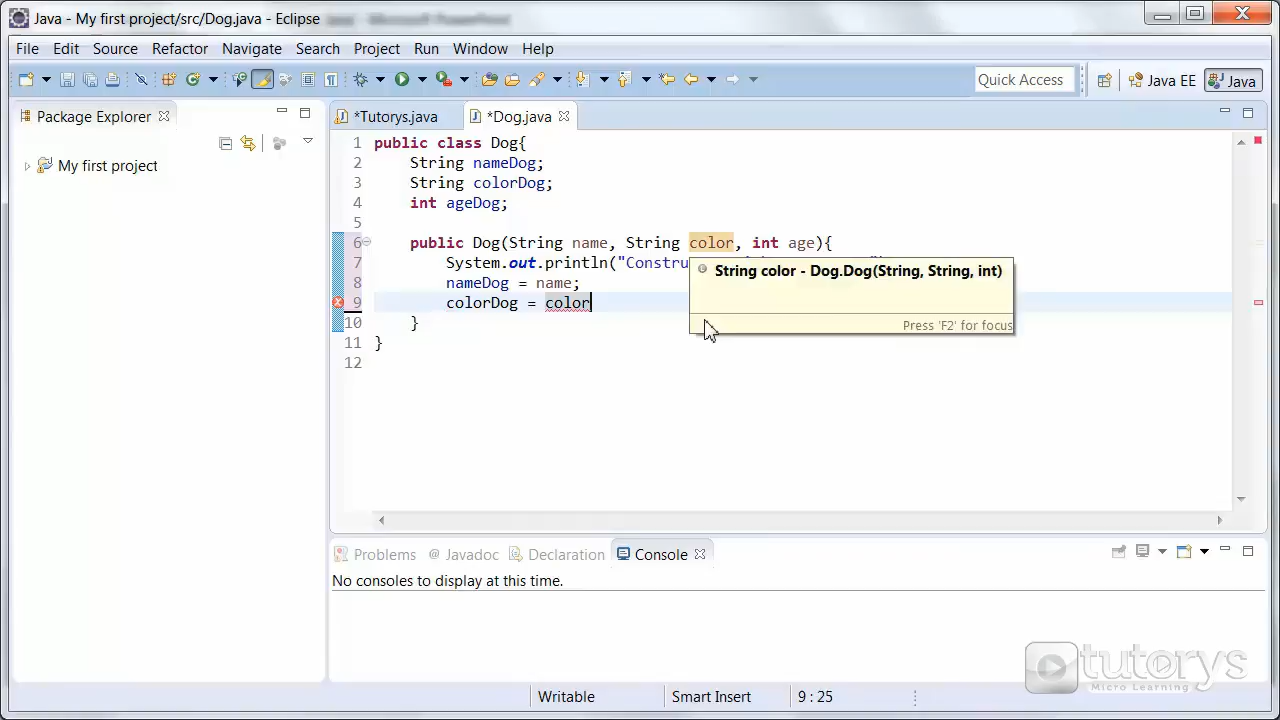 Java - My first project/src/Dog.java - Eclipse
File Edit Source Refactor Navigate Search Project Run Window Help
Quick Access Java EE Java
Package Explorer
My first project
*Tutorys.java *Dog.java
1 public class Dog{
2 String nameDog;
3 String colorDog;
4 int ageDog;
5
6 public Dog(String name, String color, int age){
7 System.out.println("Constru
8 nameDog = name;
9 colorDog = color
10 }
11 }
12
String color - Dog.Dog(String, String, int)
Press 'F2' for focus
Problems @ Javadoc Declaration Console
No consoles to display at this time.
Writable Smart Insert 9 : 25
tutorys
Micro Learning